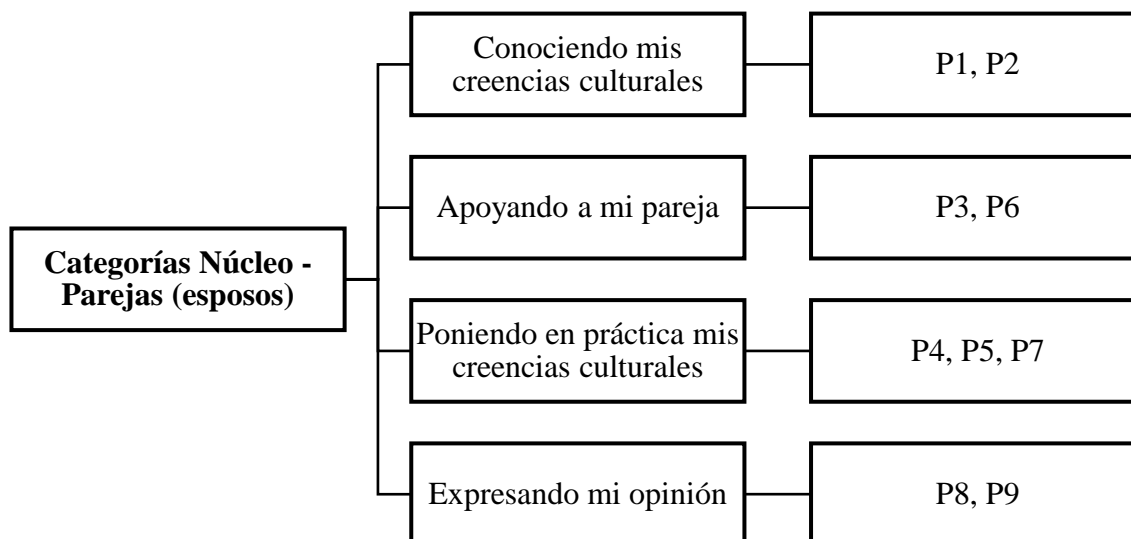 Categorías Núcleo -
Parejas (esposos)
Conociendo mis
creencias culturales
P1, P2
Apoyando a mi pareja
P3, P6
Poniendo en práctica mis
creencias culturales
P4, P5, P7
Expresando mi opinión
P8, P9